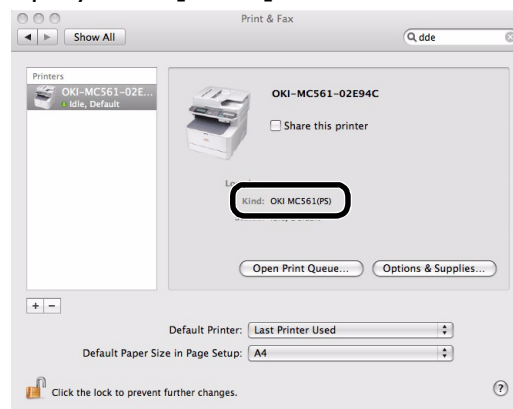 Print & Fax
Show All
dde
Printers
OKI-MC561-02E...
Idle, Default
OKI-MC561-02E94C
Share this printer
Kind: OKI MC561(PS)
Open Print Queue...
Options & Supplies...
+ -
Default Printer: Last Printer Used
Default Paper Size in Page Setup: A4
Click the lock to prevent further changes.
?